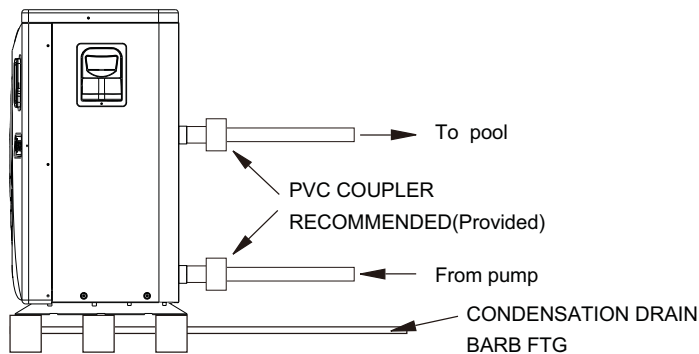 To pool
PVC COUPLER
RECOMMENDED(Provided)
From pump
CONDENSATION DRAIN
BARB FTG